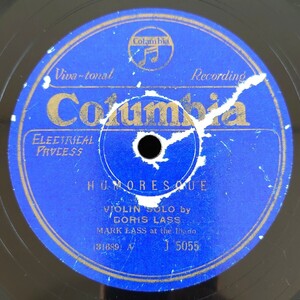 Columbia
Viva-tonal Recording
Columbia
ELECTRICAL
PROCESS
HUMORESQUE
VIOLIN SOLO by
DORIS LASS
MARK LASS at the Piano
(31689) A J 5055